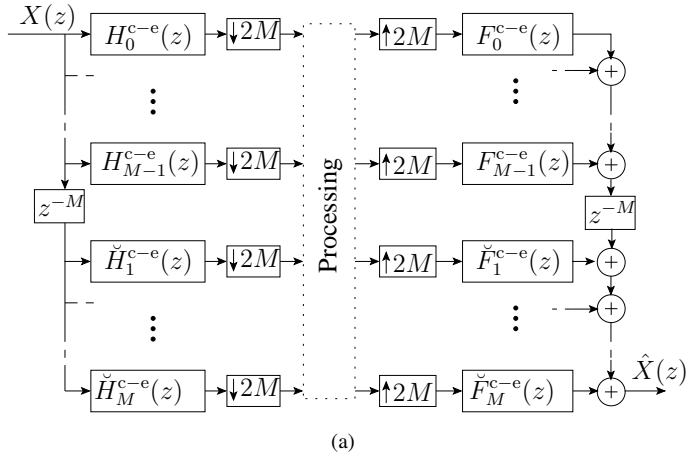 X(z) H_0^{c-e}(z) ↓2M ↑2M F_0^{c-e}(z)
+
H_{M-1}^{c-e}(z) ↓2M ↑2M F_{M-1}^{c-e}(z) +
z^{-M} Processing z^{-M}
H̆_1^{c-e}(z) ↓2M ↑2M F̆_1^{c-e}(z) +
+
H̆_M^{c-e}(z) ↓2M ↑2M F̆_M^{c-e}(z) + X̂(z)
(a)